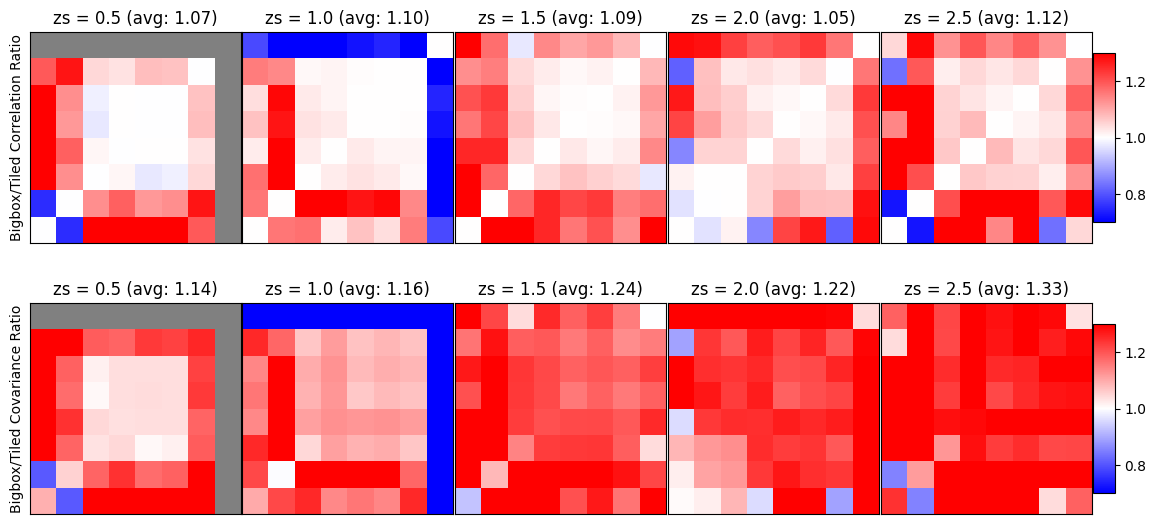 zs = 0.5 (avg: 1.07)
zs = 1.0 (avg: 1.10)
zs = 1.5 (avg: 1.09)
zs = 2.0 (avg: 1.05)
zs = 2.5 (avg: 1.12)
Bigbox/Tiled Correlation Ratio
1.2
1.0
0.8
zs = 0.5 (avg: 1.14)
zs = 1.0 (avg: 1.16)
zs = 1.5 (avg: 1.24)
zs = 2.0 (avg: 1.22)
zs = 2.5 (avg: 1.33)
Bigbox/Tiled Covariance Ratio
1.2
1.0
0.8